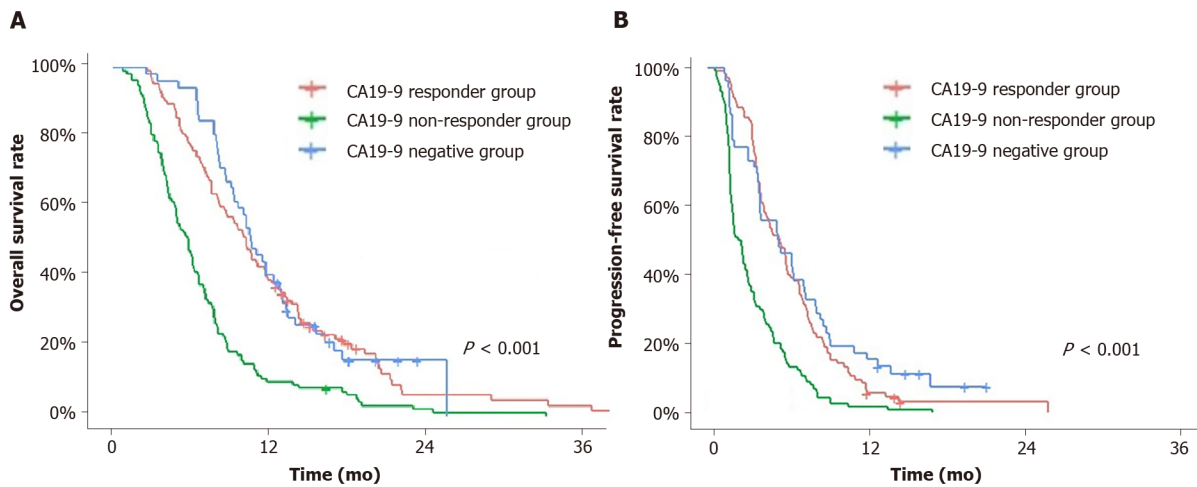 A
Overall survival rate
100%
80%
60%
40%
20%
0%
CA19-9 responder group
CA19-9 non-responder group
CA19-9 negative group
P < 0.001
0
12
24
36
Time (mo)
B
Progression-free survival rate
100%
80%
60%
40%
20%
0%
CA19-9 responder group
CA19-9 non-responder group
CA19-9 negative group
P < 0.001
0
12
24
36
Time (mo)